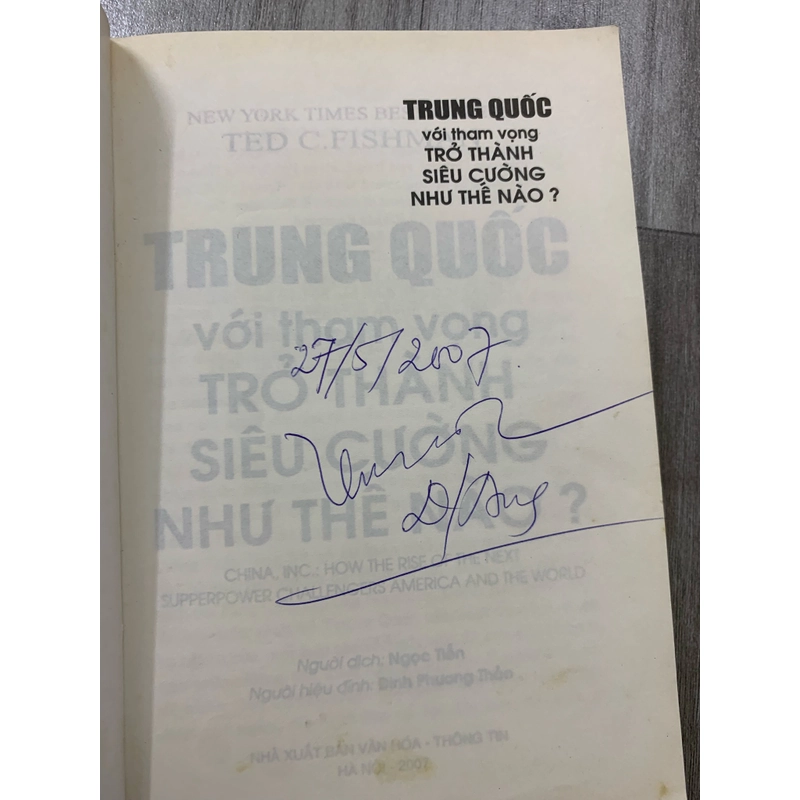 TRUNG QUỐC
với tham vọng
TRỞ THÀNH
SIÊU CƯỜNG
NHƯ THẾ NÀO ?
NEW YORK TIMES BES
TED C.FISHM
TRUNG QUỐC
với tham vọng
TRỞ THÀNH
SIÊU CƯỜNG
NHƯ THẾ NÀO ?
27/5/2007
CHINA, INC.: HOW THE RISE OF THE NEXT
SUPPERPOWER CHALLENGERS AMERICA AND THE WORLD
Người dịch: Ngọc Tiến
Người hiệu đính: Đinh Phương Thảo
NHÀ XUẤT BẢN VĂN HÓA - THÔNG TIN
HÀ NỘI - 2007